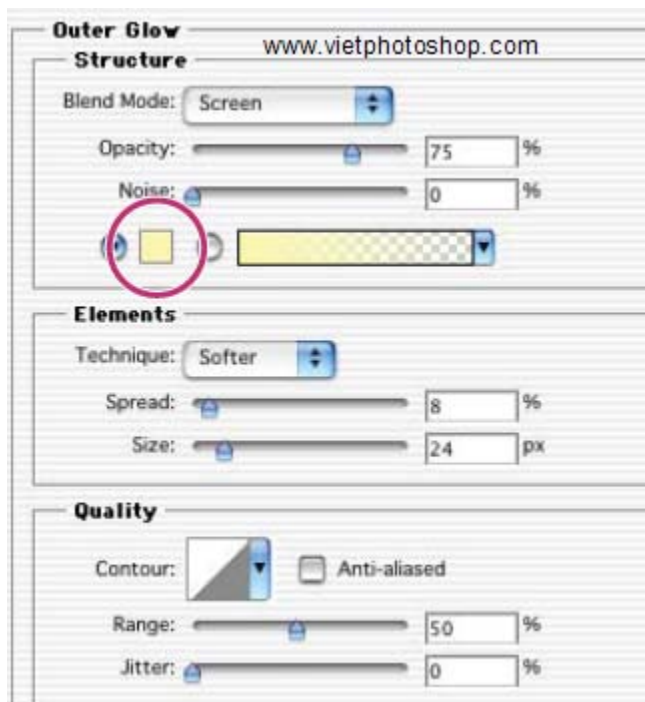 Outer Glow
www.vietphotoshop.com
Structure
Blend Mode: Screen
Opacity: 75 %
Noise: 0 %
Elements
Technique: Softer
Spread: 8 %
Size: 24 px
Quality
Contour: Anti-aliased
Range: 50 %
Jitter: 0 %